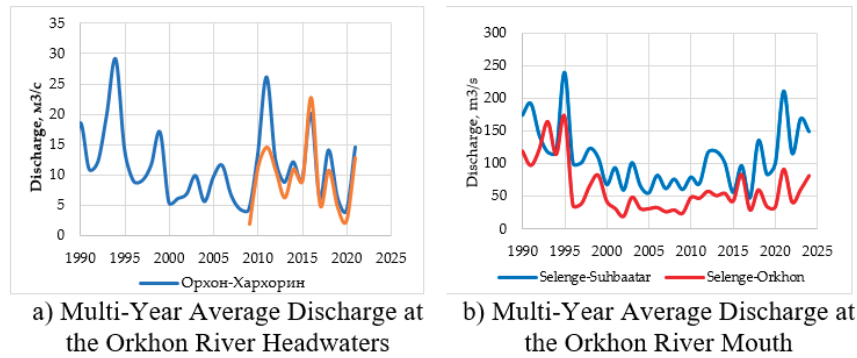 35
30
25
20
15
10
5
0
Discharge, м3/с
1990 1995 2000 2005 2010 2015 2020 2025
Орхон-Хархорин
a) Multi-Year Average Discharge at
the Orkhon River Headwaters
300
250
200
150
100
50
0
Discharge, m3/s
1990 1995 2000 2005 2010 2015 2020 2025
Selenge-Suhbaatar Selenge-Orkhon
b) Multi-Year Average Discharge at
the Orkhon River Mouth